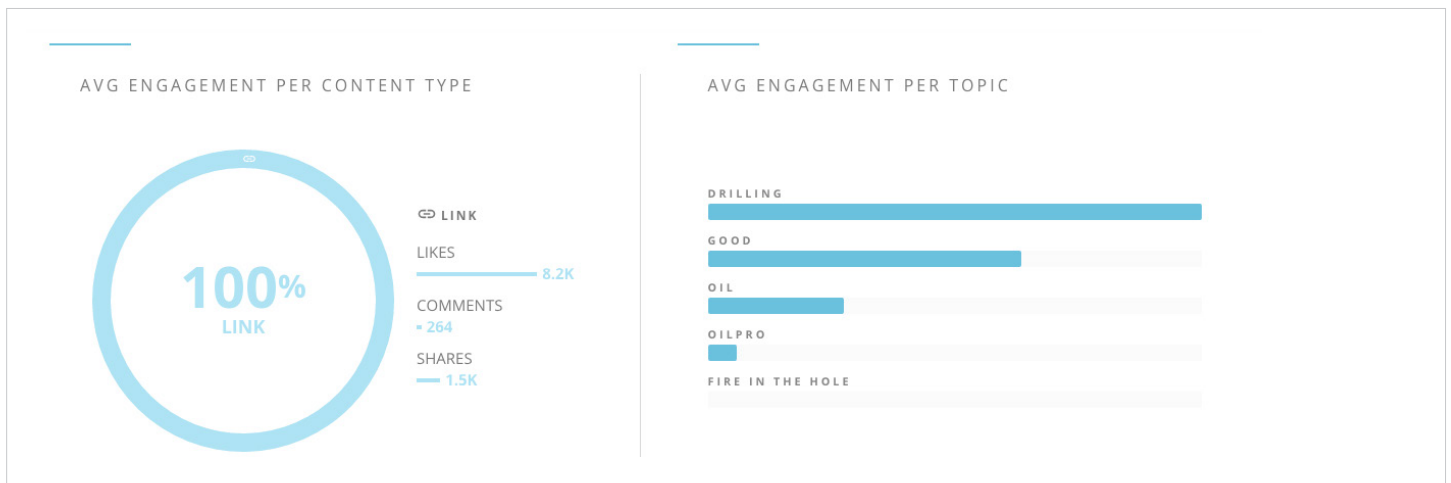 AVG ENGAGEMENT PER CONTENT TYPE
100%
LINK
LINK
LIKES
8.2K
COMMENTS
264
SHARES
1.5K
AVG ENGAGEMENT PER TOPIC
DRILLING
GOOD
OIL
OILPRO
FIRE IN THE HOLE